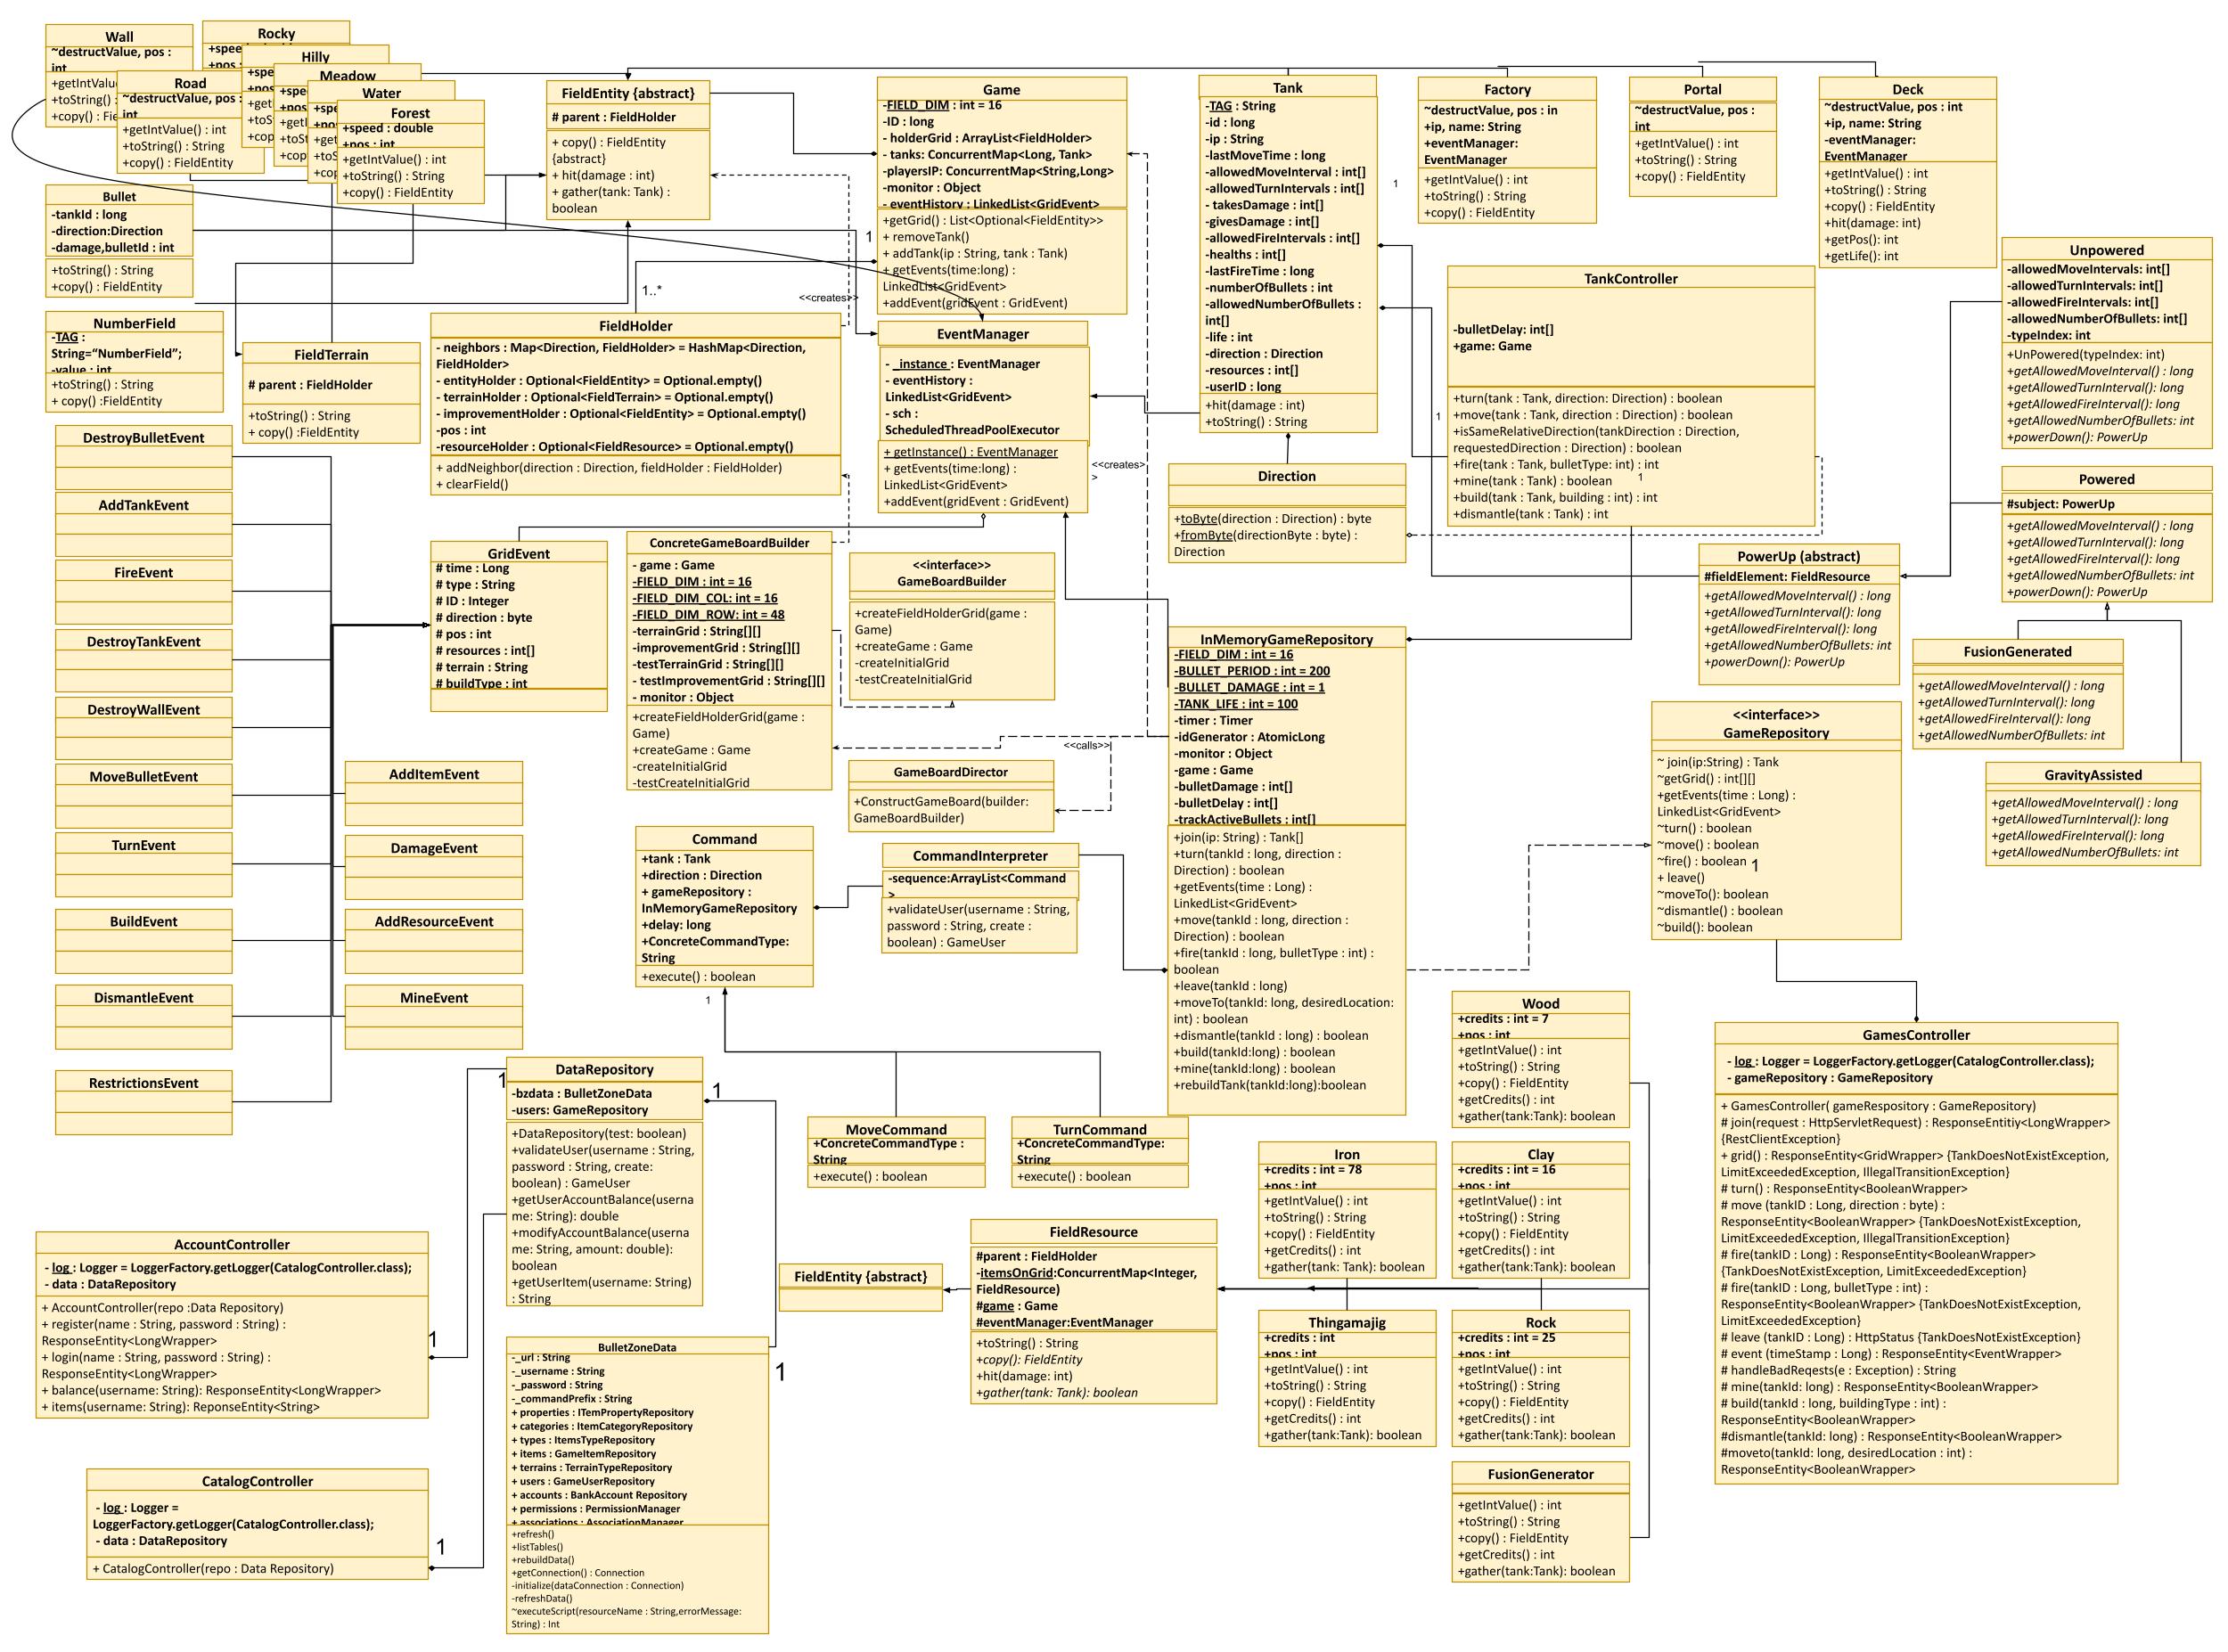 Wall
~destructValue, pos :
int
+getIntValu
+toString() :
+copy() : Fie
Road
~destructValue, pos :
int
+getIntValue() : int
+toString() : String
+copy() : FieldEntity
Rocky
+spee
+pos :
Hilly
+spe
+pos
+get
+toS
+cop
Meadow
+spe
+pos
+getI
+toS
+cop
Water
+spe
+pos
+get
+toS
+cop
Forest
+speed : double
+pos : int
+getIntValue() : int
+toString() : String
+copy() : FieldEntity
Bullet
-tankId : long
-direction:Direction
-damage,bulletId : int
+toString() : String
+copy() : FieldEntity
NumberField
-TAG :
String=“NumberField”;
-value : int
+toString() : String
+ copy() :FieldEntity
FieldTerrain
# parent : FieldHolder
+toString() : String
+ copy() :FieldEntity
FieldEntity {abstract}
# parent : FieldHolder
+ copy() : FieldEntity
{abstract}
+ hit(damage : int)
+ gather(tank: Tank) :
boolean
1..*
<<creates>>
1
FieldHolder
- neighbors : Map<Direction, FieldHolder> = HashMap<Direction,
FieldHolder>
- entityHolder : Optional<FieldEntity> = Optional.empty()
- terrainHolder : Optional<FieldTerrain> = Optional.empty()
- improvementHolder : Optional<FieldEntity> = Optional.empty()
-pos : int
-resourceHolder : Optional<FieldResource> = Optional.empty()
+ addNeighbor(direction : Direction, fieldHolder : FieldHolder)
+ clearField()
Game
-FIELD_DIM : int = 16
-ID : long
- holderGrid : ArrayList<FieldHolder>
- tanks: ConcurrentMap<Long, Tank>
-playersIP: ConcurrentMap<String,Long>
-monitor : Object
- eventHistory : LinkedList<GridEvent>
+getGrid() : List<Optional<FieldEntity>>
+ removeTank()
+ addTank(ip : String, tank : Tank)
+ getEvents(time:long) :
LinkedList<GridEvent>
+addEvent(gridEvent : GridEvent)
EventManager
- _instance : EventManager
- eventHistory :
LinkedList<GridEvent>
- sch :
ScheduledThreadPoolExecutor
+ getInstance() : EventManager
+ getEvents(time:long) :
LinkedList<GridEvent>
+addEvent(gridEvent : GridEvent)
<<creates>
>
Tank
-TAG : String
-id : long
-ip : String
-lastMoveTime : long
-allowedMoveInterval : int[]
-allowedTurnIntervals : int[]
- takesDamage : int[]
-givesDamage : int[]
-allowedFireIntervals : int[]
-healths : int[]
-lastFireTime : long
-numberOfBullets : int
-allowedNumberOfBullets :
int[]
-life : int
-direction : Direction
-resources : int[]
-userID : long
+hit(damage : int)
+toString() : String
1
Factory
~destructValue, pos : in
+ip, name: String
+eventManager:
EventManager
+getIntValue() : int
+toString() : String
+copy() : FieldEntity
Portal
~destructValue, pos :
int
+getIntValue() : int
+toString() : String
+copy() : FieldEntity
Deck
~destructValue, pos : int
+ip, name: String
-eventManager:
EventManager
+getIntValue() : int
+toString() : String
+copy() : FieldEntity
+hit(damage: int)
+getPos(): int
+getLife(): int
TankController
-bulletDelay: int[]
+game: Game
+turn(tank : Tank, direction: Direction) : boolean
+move(tank : Tank, direction : Direction) : boolean
+isSameRelativeDirection(tankDirection : Direction,
requestedDirection : Direction) : boolean
+fire(tank : Tank, bulletType: int) : int
+mine(tank : Tank) : boolean
+build(tank : Tank, building : int) : int
+dismantle(tank : Tank) : int
1
1
Unpowered
-allowedMoveIntervals: int[]
-allowedTurnIntervals: int[]
-allowedFireIntervals: int[]
-allowedNumberOfBullets: int[]
-typeIndex: int
+UnPowered(typeIndex: int)
+getAllowedMoveInterval() : long
+getAllowedTurnInterval(): long
+getAllowedFireInterval(): long
+getAllowedNumberOfBullets: int
+powerDown(): PowerUp
Powered
#subject: PowerUp
+getAllowedMoveInterval() : long
+getAllowedTurnInterval(): long
+getAllowedFireInterval(): long
+getAllowedNumberOfBullets: int
+powerDown(): PowerUp
Direction
+toByte(direction : Direction) : byte
+fromByte(directionByte : byte) :
Direction
PowerUp (abstract)
#fieldElement: FieldResource
+getAllowedMoveInterval() : long
+getAllowedTurnInterval(): long
+getAllowedFireInterval(): long
+getAllowedNumberOfBullets: int
+powerDown(): PowerUp
FusionGenerated
+getAllowedMoveInterval() : long
+getAllowedTurnInterval(): long
+getAllowedFireInterval(): long
+getAllowedNumberOfBullets: int
GravityAssisted
+getAllowedMoveInterval() : long
+getAllowedTurnInterval(): long
+getAllowedFireInterval(): long
+getAllowedNumberOfBullets: int
DestroyBulletEvent
AddTankEvent
FireEvent
DestroyTankEvent
DestroyWallEvent
MoveBulletEvent
TurnEvent
BuildEvent
DismantleEvent
RestrictionsEvent
AddItemEvent
DamageEvent
AddResourceEvent
MineEvent
GridEvent
# time : Long
# type : String
# ID : Integer
# direction : byte
# pos : int
# resources : int[]
# terrain : String
# buildType : int
ConcreteGameBoardBuilder
- game : Game
-FIELD_DIM : int = 16
-FIELD_DIM_COL: int = 16
-FIELD_DIM_ROW: int = 48
-terrainGrid : String[][]
-improvementGrid : String[][]
-testTerrainGrid : String[][]
- testImprovementGrid : String[][]
- monitor : Object
+createFieldHolderGrid(game :
Game)
+createGame : Game
-createInitialGrid
-testCreateInitialGrid
<<interface>>
GameBoardBuilder
+createFieldHolderGrid(game :
Game)
+createGame : Game
-createInitialGrid
-testCreateInitialGrid
<<calls>>
GameBoardDirector
+ConstructGameBoard(builder:
GameBoardBuilder)
InMemoryGameRepository
-FIELD_DIM : int = 16
-BULLET_PERIOD : int = 200
-BULLET_DAMAGE : int = 1
-TANK_LIFE : int = 100
-timer : Timer
-idGenerator : AtomicLong
-monitor : Object
-game : Game
-bulletDamage : int[]
-bulletDelay : int[]
-trackActiveBullets : int[]
+join(ip: String) : Tank[]
+turn(tankId : long, direction :
Direction) : boolean
+getEvents(time : Long) :
LinkedList<GridEvent>
+move(tankId : long, direction :
Direction) : boolean
+fire(tankId : long, bulletType : int) :
boolean
+leave(tankId : long)
+moveTo(tankId: long, desiredLocation:
int) : boolean
+dismantle(tankId : long) : boolean
+build(tankId:long) : boolean
+mine(tankId:long) : boolean
+rebuildTank(tankId:long):boolean
<<interface>>
GameRepository
~ join(ip:String) : Tank
~getGrid() : int[][]
+getEvents(time : Long) :
LinkedList<GridEvent>
~turn() : boolean
~move() : boolean
~fire() : boolean
+ leave()
~moveTo(): boolean
~dismantle() : boolean
~build(): boolean
1
Command
+tank : Tank
+direction : Direction
+ gameRepository :
InMemoryGameRepository
+delay: long
+ConcreteCommandType:
String
+execute() : boolean
1
CommandInterpreter
-sequence:ArrayList<Command
>
+validateUser(username : String,
password : String, create :
boolean) : GameUser
MoveCommand
+ConcreteCommandType :
String
+execute() : boolean
TurnCommand
+ConcreteCommandType:
String
+execute() : boolean
DataRepository
-bzdata : BulletZoneData
-users: GameRepository
+DataRepository(test: boolean)
+validateUser(username : String,
password : String, create:
boolean) : GameUser
+getUserAccountBalance(userna
me: String): double
+modifyAccountBalance(userna
me: String, amount: double):
boolean
+getUserItem(username: String)
: String
1
1
AccountController
- log : Logger = LoggerFactory.getLogger(CatalogController.class);
- data : DataRepository
+ AccountController(repo :Data Repository)
+ register(name : String, password : String) :
ResponseEntity<LongWrapper>
+ login(name : String, password : String) :
ResponseEntity<LongWrapper>
+ balance(username: String): ResponseEntity<LongWrapper>
+ items(username: String): ReponseEntity<String>
1
CatalogController
- log : Logger =
LoggerFactory.getLogger(CatalogController.class);
- data : DataRepository
+ CatalogController(repo : Data Repository)
1
BulletZoneData
-_url : String
-_username : String
-_password : String
-_commandPrefix : String
+ properties : ITemPropertyRepository
+ categories : ItemCategoryRepository
+ types : ItemsTypeRepository
+ items : GameItemRepository
+ terrains : TerrainTypeRepository
+ users : GameUserRepository
+ accounts : BankAccount Repository
+ permissions : PermissionManager
+ associations : AssociationManager
+refresh()
+listTables()
+rebuildData()
+getConnection() : Connection
-initialize(dataConnection : Connection)
-refreshData()
~executeScript(resourceName : String,errorMessage:
String) : Int
1
FieldEntity {abstract}
FieldResource
#parent : FieldHolder
-itemsOnGrid:ConcurrentMap<Integer,
FieldResource)
#game : Game
#eventManager:EventManager
+toString() : String
+copy(): FieldEntity
+hit(damage: int)
+gather(tank: Tank): boolean
Wood
+credits : int = 7
+pos : int
+getIntValue() : int
+toString() : String
+copy() : FieldEntity
+getCredits() : int
+gather(tank:Tank): boolean
Iron
+credits : int = 78
+pos : int
+getIntValue() : int
+toString() : String
+copy() : FieldEntity
+getCredits() : int
+gather(tank: Tank): boolean
Clay
+credits : int = 16
+pos : int
+getIntValue() : int
+toString() : String
+copy() : FieldEntity
+getCredits() : int
+gather(tank: Tank): boolean
Thingamajig
+credits : int
+pos : int
+getIntValue() : int
+toString() : String
+copy() : FieldEntity
+getCredits() : int
+gather(tank:Tank): boolean
Rock
+credits : int = 25
+pos : int
+getIntValue() : int
+toString() : String
+copy() : FieldEntity
+getCredits() : int
+gather(tank:Tank): boolean
FusionGenerator
+getIntValue() : int
+toString() : String
+copy() : FieldEntity
+getCredits() : int
+gather(tank:Tank): boolean
GamesController
- log : Logger = LoggerFactory.getLogger(CatalogController.class);
- gameRepository : GameRepository
+ GamesController( gameRespository : GameRepository)
# join(request : HttpServletRequest) : ResponseEntity<LongWrapper>
{RestClientException}
+ grid() : ResponseEntity<GridWrapper> {TankDoesNotExistException,
LimitExceededException, IllegalTransitionException}
# turn() : ResponseEntity<BooleanWrapper>
# move (tankID : Long, direction : byte) :
ResponseEntity<BooleanWrapper> {TankDoesNotExistException,
LimitExceededException, IllegalTransitionException}
# fire(tankID : Long) : ResponseEntity<BooleanWrapper>
{TankDoesNotExistException, LimitExceededException}
# fire(tankID : Long, bulletType : int) :
ResponseEntity<BooleanWrapper> {TankDoesNotExistException,
LimitExceededException}
# leave (tankID : Long) : HttpStatus {TankDoesNotExistException}
# event (timeStamp : Long) : ResponseEntity<EventWrapper>
# handleBadReqests(e : Exception) : String
# mine(tankId: long) : ResponseEntity<BooleanWrapper>
# build(tankId : long, buildingType : int) :
ResponseEntity<BooleanWrapper>
#dismantle(tankId: long) : ResponseEntity<BooleanWrapper>
#moveto(tankId: long, desiredLocation : int) :
ResponseEntity<BooleanWrapper>